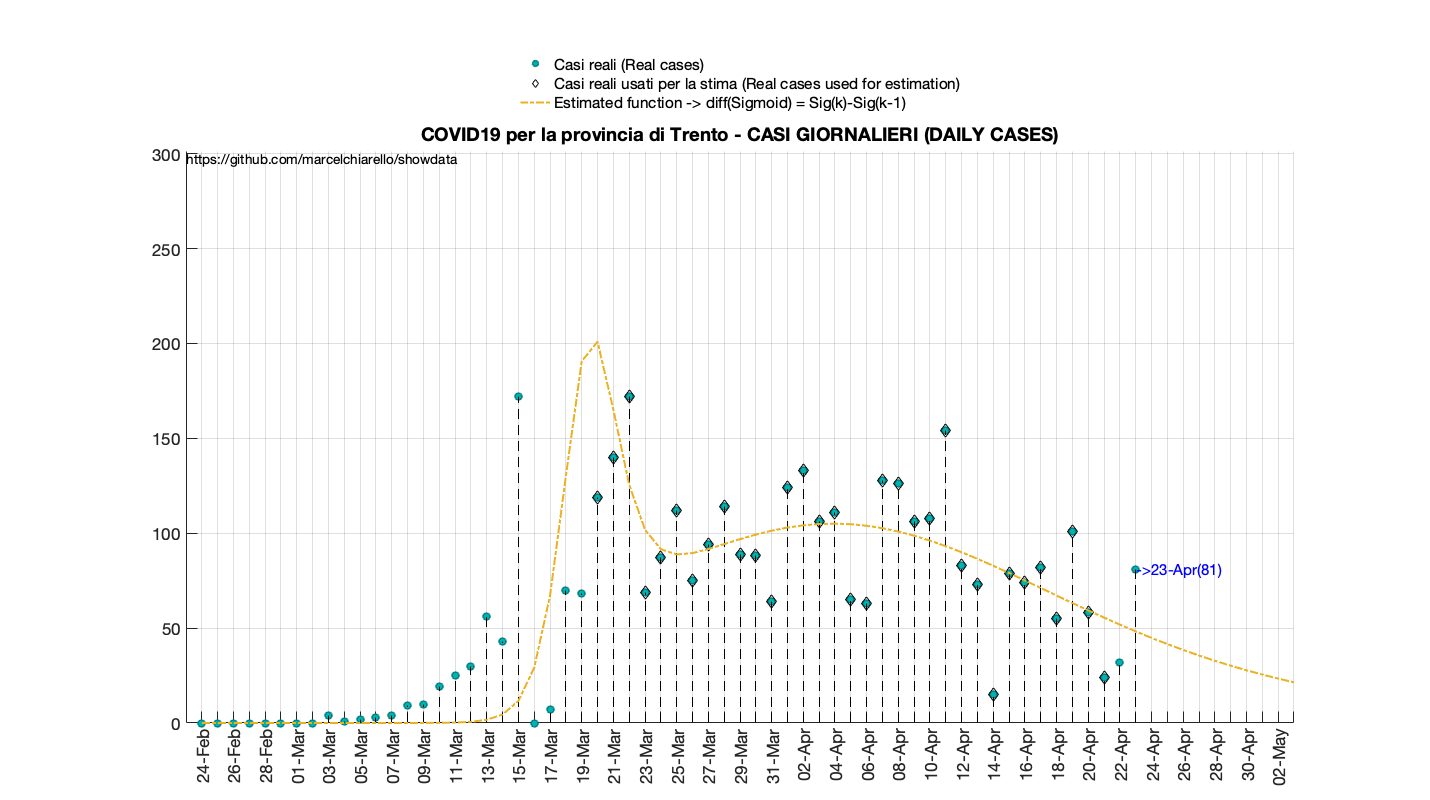 Casi reali (Real cases)
Casi reali usati per la stima (Real cases used for estimation)
Estimated function -> diff(Sigmoid) = Sig(k)-Sig(k-1)
COVID19 per la provincia di Trento - CASI GIORNALIERI (DAILY CASES)
https://github.com/marcelchiarello/showdata
300
250
200
150
100
50
0
->23-Apr(81)
24-Feb
26-Feb
28-Feb
01-Mar
03-Mar
05-Mar
07-Mar
09-Mar
11-Mar
13-Mar
15-Mar
17-Mar
19-Mar
21-Mar
23-Mar
25-Mar
27-Mar
29-Mar
31-Mar
02-Apr
04-Apr
06-Apr
08-Apr
10-Apr
12-Apr
14-Apr
16-Apr
18-Apr
20-Apr
22-Apr
24-Apr
26-Apr
28-Apr
30-Apr
02-May